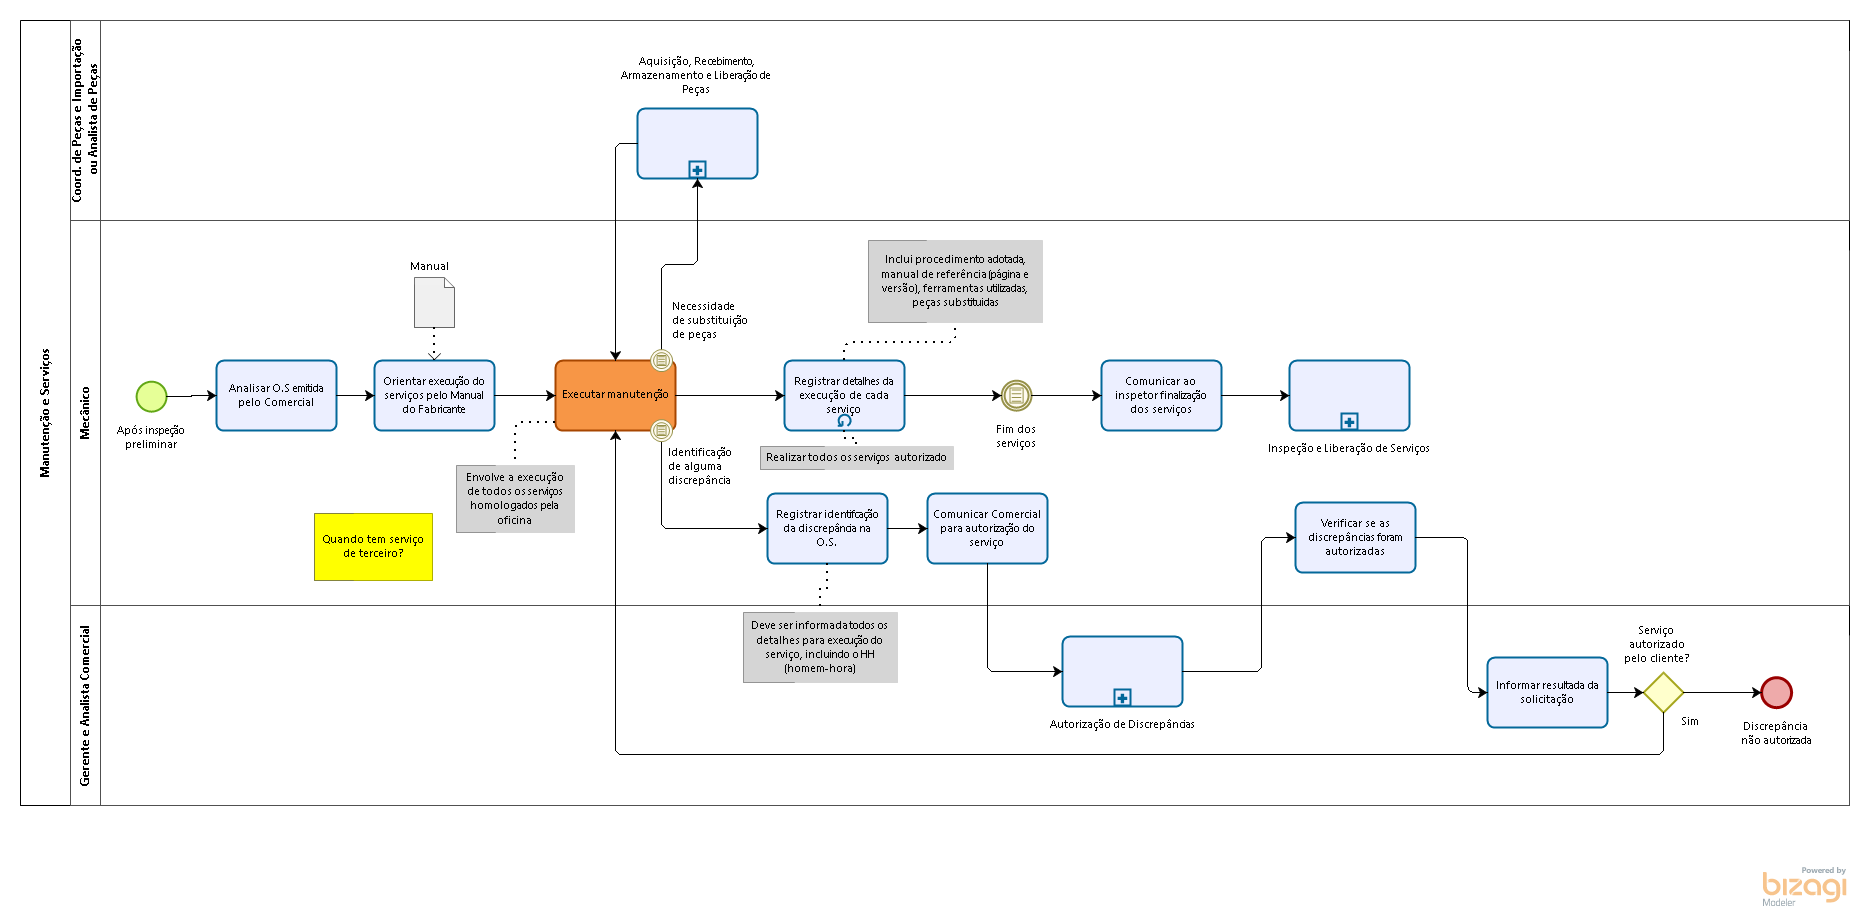 Manutenção e Serviços
Coord. de Peças e Importação
ou Analista de Peças
Aquisição, Recebimento,
Armazenamento e Liberação de
Peças
Mecânico
Após inspeção
preliminar
Analisar O.S emitida
pelo Comercial
Manual
Orientar execução do
serviços pelo Manual
do Fabricante
Executar manutenção
Necessidade
de substituição
de peças
Identificação
de alguma
discrepância
Envolve a execução
de todos os serviços
homologados pela
oficina
Quando tem serviço
de terceiro?
Inclui procedimento adotada,
manual de referência (página e
versão), ferramentas utilizadas,
peças substituidas
Registrar detalhes da
execução de cada
serviço
Realizar todos os serviços autorizado
Fim dos
serviços
Comunicar ao
inspetor finalização
dos serviços
Inspeção e Liberação de Serviços
Registrar identifcação
da discrepância na
O.S.
Comunicar Comercial
para autorização do
serviço
Verificar se as
discrepâncias foram
autorizadas
Gerente e Analista Comercial
Deve ser informada todos os
detalhes para execução do
serviço, incluindo o HH
(homem-hora)
Autorização de Discrepâncias
Informar resultada da
solicitação
Serviço
autorizado
pelo cliente?
Sim
Discrepância
não autorizada
Powered by
bizagi
Modeler